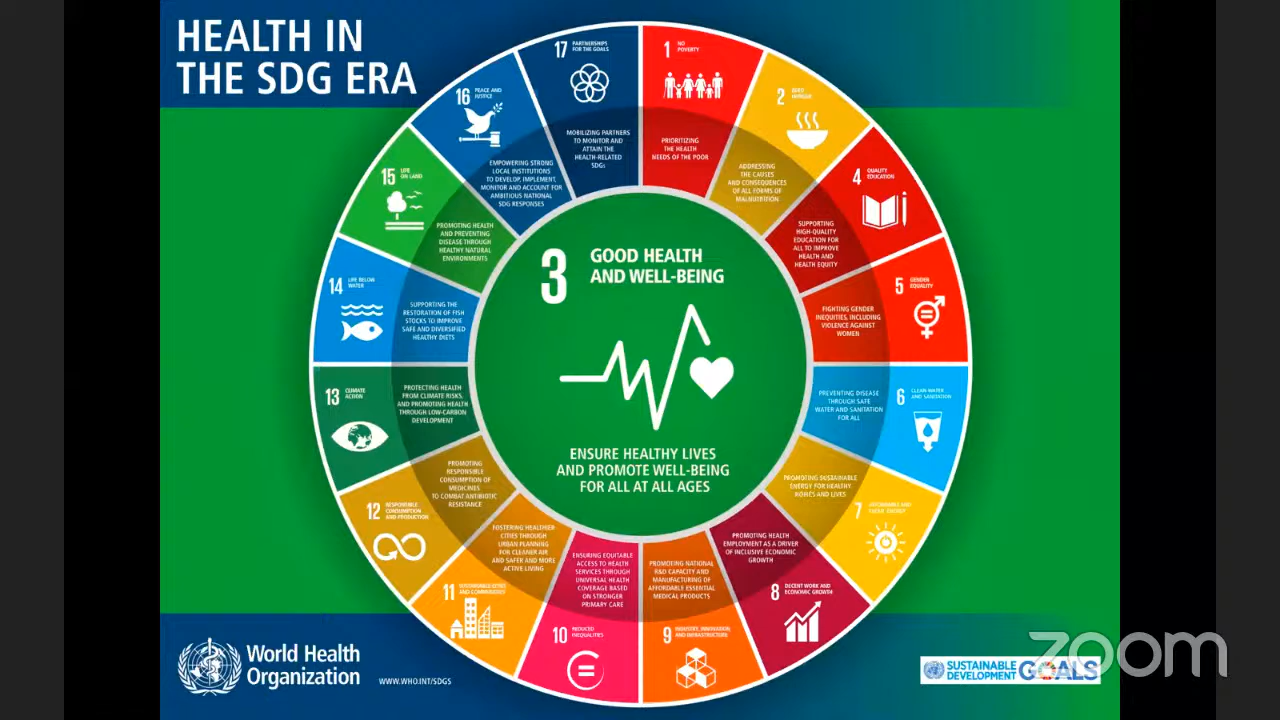 HEALTH IN
THE SDG ERA
17
PARTNERSHIPS
FOR THE GOALS
MOBILIZING PARTNERS
TO MONITOR AND
ATTAIN THE
HEALTH-RELATED
SDGs
1
NO
POVERTY
PRIORITIZING
THE HEALTH
NEEDS OF THE POOR
2
ZERO
HUNGER
ADDRESSING
THE CAUSES
AND CONSEQUENCES
OF ALL FORMS OF
MALNUTRITION
4
QUALITY
EDUCATION
SUPPORTING
HIGH-QUALITY
EDUCATION FOR
ALL TO IMPROVE
HEALTH AND
HEALTH EQUITY
5
GENDER
EQUALITY
FIGHTING GENDER
INEQUITIES, INCLUDING
VIOLENCE AGAINST
WOMEN
6
CLEAN WATER
AND SANITATION
PREVENTING DISEASE
THROUGH SAFE
WATER AND SANITATION
FOR ALL
7
AFFORDABLE AND
CLEAN ENERGY
PROMOTING SUSTAINABLE
ENERGY FOR HEALTHY
HOMES AND LIVES
8
DECENT WORK AND
ECONOMIC GROWTH
PROMOTING HEALTH
EMPLOYMENT AS A DRIVER
OF INCLUSIVE ECONOMIC
GROWTH
9
INDUSTRY, INNOVATION
AND INFRASTRUCTURE
PROMOTING NATIONAL
R&D CAPACITY AND
MANUFACTURING OF
AFFORDABLE ESSENTIAL
MEDICAL PRODUCTS
10
REDUCED
INEQUALITIES
ENSURING EQUITABLE
ACCESS TO HEALTH
SERVICES THROUGH
UNIVERSAL HEALTH
COVERAGE BASED
ON STRONGER
PRIMARY CARE
11
SUSTAINABLE CITIES
AND COMMUNITIES
FOSTERING HEALTHIER
CITIES THROUGH
URBAN PLANNING
FOR CLEANER AIR
AND SAFER AND MORE
ACTIVE LIVING
12
RESPONSIBLE
CONSUMPTION
AND PRODUCTION
PROMOTING
RESPONSIBLE
CONSUMPTION OF
MEDICINES
TO COMBAT ANTIBIOTIC
RESISTANCE
13
CLIMATE
ACTION
PROTECTING HEALTH
FROM CLIMATE RISKS,
AND PROMOTING HEALTH
THROUGH LOW-CARBON
DEVELOPMENT
14
LIFE BELOW
WATER
SUPPORTING THE
RESTORATION OF FISH
STOCKS TO IMPROVE
SAFE AND DIVERSIFIED
HEALTHY DIETS
15
LIFE
ON LAND
PROMOTING HEALTH
AND PREVENTING
DISEASE THROUGH
HEALTHY NATURAL
ENVIRONMENTS
16
PEACE AND
JUSTICE
EMPOWERING STRONG
LOCAL INSTITUTIONS
TO DEVELOP, IMPLEMENT,
MONITOR AND ACCOUNT FOR
AMBITIOUS NATIONAL
SDG RESPONSES
3
GOOD HEALTH
AND WELL-BEING
ENSURE HEALTHY LIVES
AND PROMOTE WELL-BEING
FOR ALL AT ALL AGES
World Health
Organization
WWW.WHO.INT/SDGS
SUSTAINABLE
DEVELOPMENT
GOALS
zoom